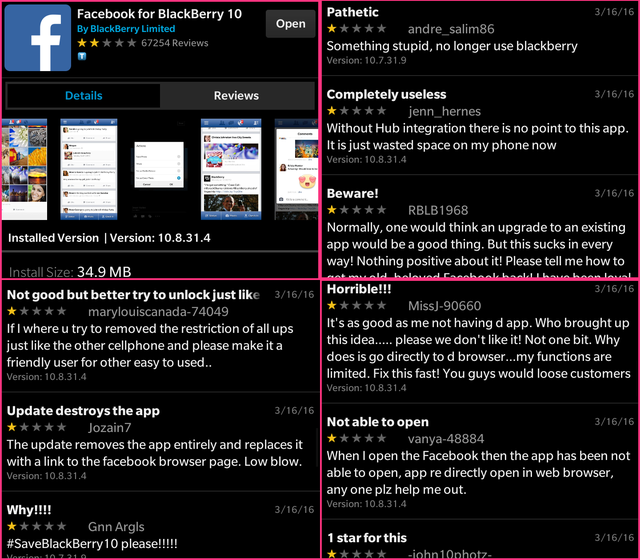 Facebook for BlackBerry 10
By BlackBerry Limited
67254 Reviews
Open
Details
Reviews
Installed Version | Version: 10.8.31.4
Install Size: 34.9 MB
Pathetic 3/16/16
andre_salim86
Something stupid, no longer use blackberry
Version: 10.7.31.9
Completely useless 3/16/16
jenn_hernes
Without Hub integration there is no point to this app.
It is just wasted space on my phone now
Version: 10.8.31.4
Beware! 3/16/16
RBLB1968
Normally, one would think an upgrade to an existing
app would be a good thing. But this sucks in every
way! Nothing positive about it! Please tell me how to
get my old, beloved Facebook back! I have been loyal
Not good but better try to unlock just like 3/16/16
marylouiscanada-74049
If I where u try to removed the restriction of all ups
just like the other cellphone and please make it a
friendly user for other easy to used..
Version: 10.8.31.4
Update destroys the app 3/16/16
Jozain7
The update removes the app entirely and replaces it
with a link to the facebook browser page. Low blow.
Version: 10.8.31.4
Why!!!! 3/16/16
Gnn Argls
#SaveBlackBerry10 please!!!!!
Version: 10.7.31.9
Horrible!!! 3/16/16
MissJ-90660
It's as good as me not having d app. Who brought up
this idea..... please we don't like it! Not one bit. Why
does is go directly to d browser...my functions are
limited. Fix this fast! You guys would loose customers
Version: 10.8.31.4
Not able to open 3/16/16
vanya-48884
When I open the Facebook then the app has been not
able to open, app re directly open in web browser,
any one plz help me out.
Version: 10.8.31.4
1 star for this 3/16/16
-john10photz-